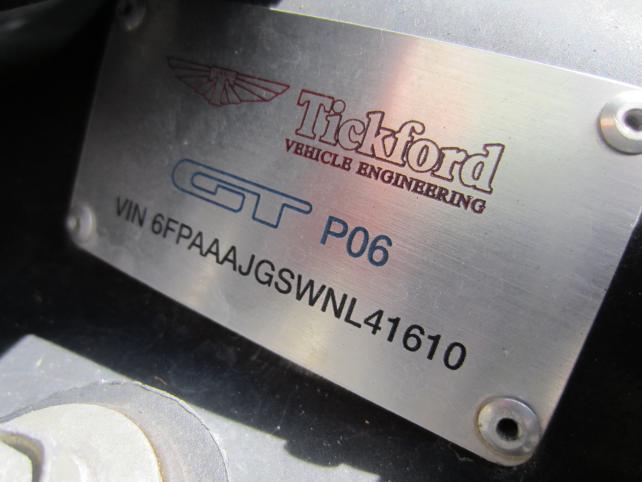 Tickford
VEHICLE ENGINEERING
GT P06
VIN 6FPAAAJGSWNL41610